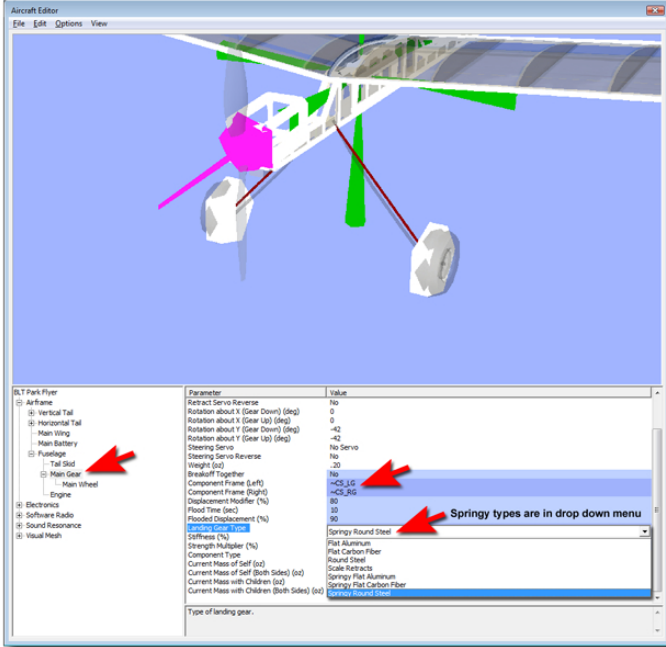 Aircraft Editor
File Edit Options View
BLT Park Flyer
Airframe
Vertical Tail
Horizontal Tail
Main Wing
Main Battery
Fuselage
Tail Skid
Main Gear
Main Wheel
Engine
Electronics
Software Radio
Sound Resonance
Visual Mesh
Parameter Value
Retract Servo Reverse No
Rotation about X (Gear Down) (deg) 0
Rotation about X (Gear Up) (deg) 0
Rotation about Y (Gear Down) (deg) -42
Rotation about Y (Gear Up) (deg) -42
Steering Servo No Servo
Steering Servo Reverse No
Weight (oz) .20
Breakoff Together No
Component Frame (Left) ~CS_LG
Component Frame (Right) ~CS_RG
Displacement Modifier (%) 80
Flood Time (sec) 10
Flooded Displacement (%) 90
Springy types are in drop down menu
Landing Gear Type Springy Round Steel
Stiffness (%)
Strength Multiplier (%)
Component Type
Current Mass of Self (oz)
Current Mass of Self (Both Sides) (oz)
Current Mass with Children (oz)
Current Mass with Children (Both Sides) (oz)
Flat Aluminum
Flat Carbon Fiber
Round Steel
Scale Retracts
Springy Flat Aluminum
Springy Flat Carbon Fiber
Springy Round Steel
Type of landing gear.